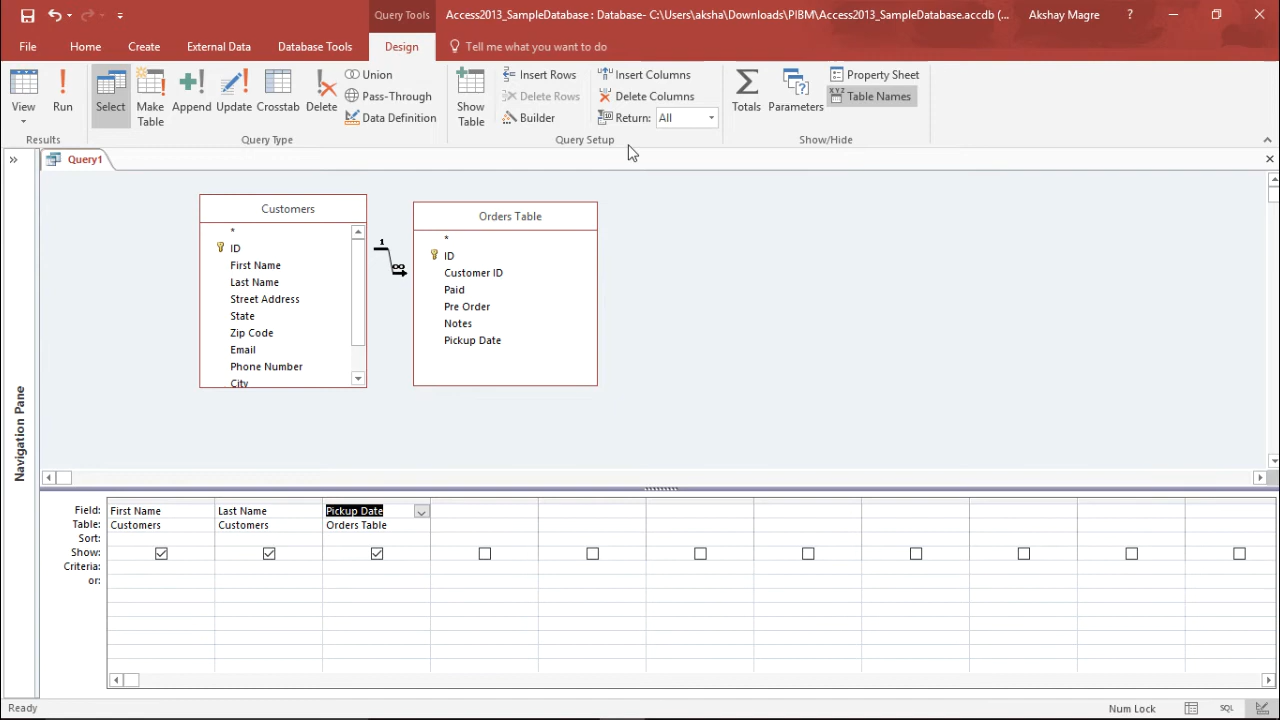 Query Tools
Access2013_SampleDatabase : Database- C:\Users\aksha\Downloads\PIBM\Access2013_SampleDatabase.accdb (...
Akshay Magre
?
File
Home
Create
External Data
Database Tools
Design
Tell me what you want to do
View
Run
Select
Make Table
Append
Update
Crosstab
Delete
Union
Pass-Through
Data Definition
Show Table
Insert Rows
Delete Rows
Builder
Insert Columns
Delete Columns
Return: All
Totals
Parameters
Property Sheet
XYZ Table Names
Results
Query Type
Query Setup
Show/Hide
Query1
Navigation Pane
Customers
*
ID
First Name
Last Name
Street Address
State
Zip Code
Email
Phone Number
City
1
∞
Orders Table
*
ID
Customer ID
Paid
Pre Order
Notes
Pickup Date
Field: First Name Last Name Pickup Date
Table: Customers Customers Orders Table
Sort:
Show:
Criteria:
or:
Ready
Num Lock
SQL